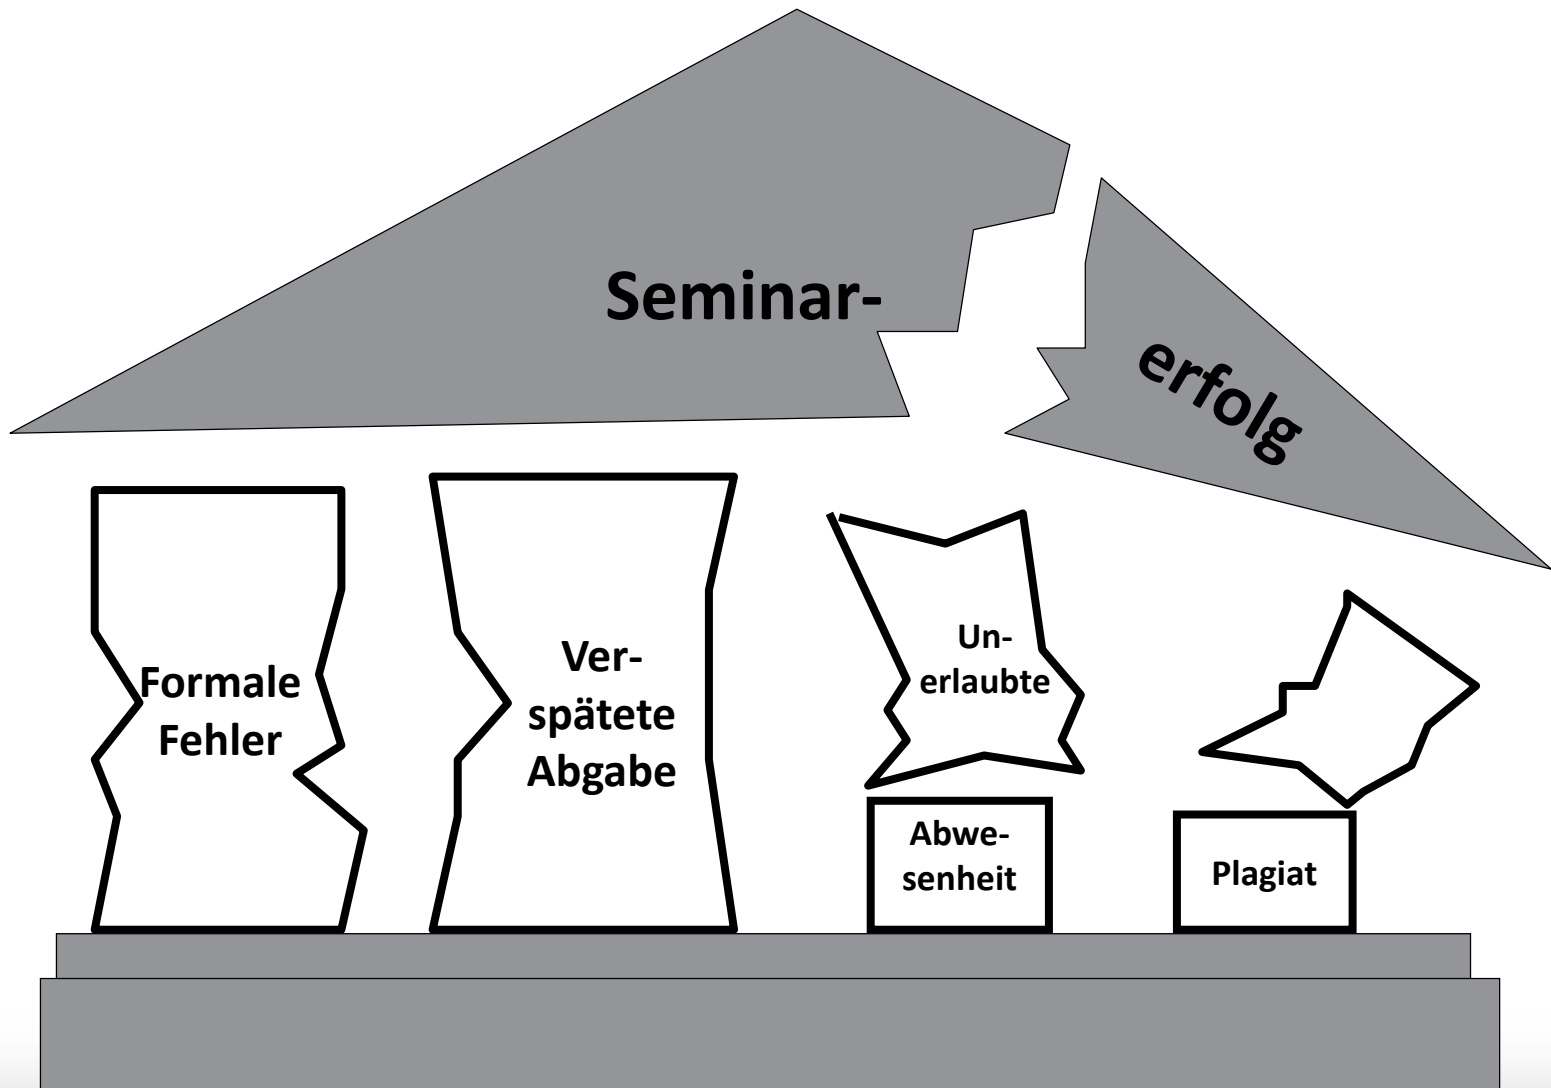 Seminar-
erfolg
Formale
Fehler
Ver-
spätete
Abgabe
Un-
erlaubte
Abwe-
senheit
Plagiat